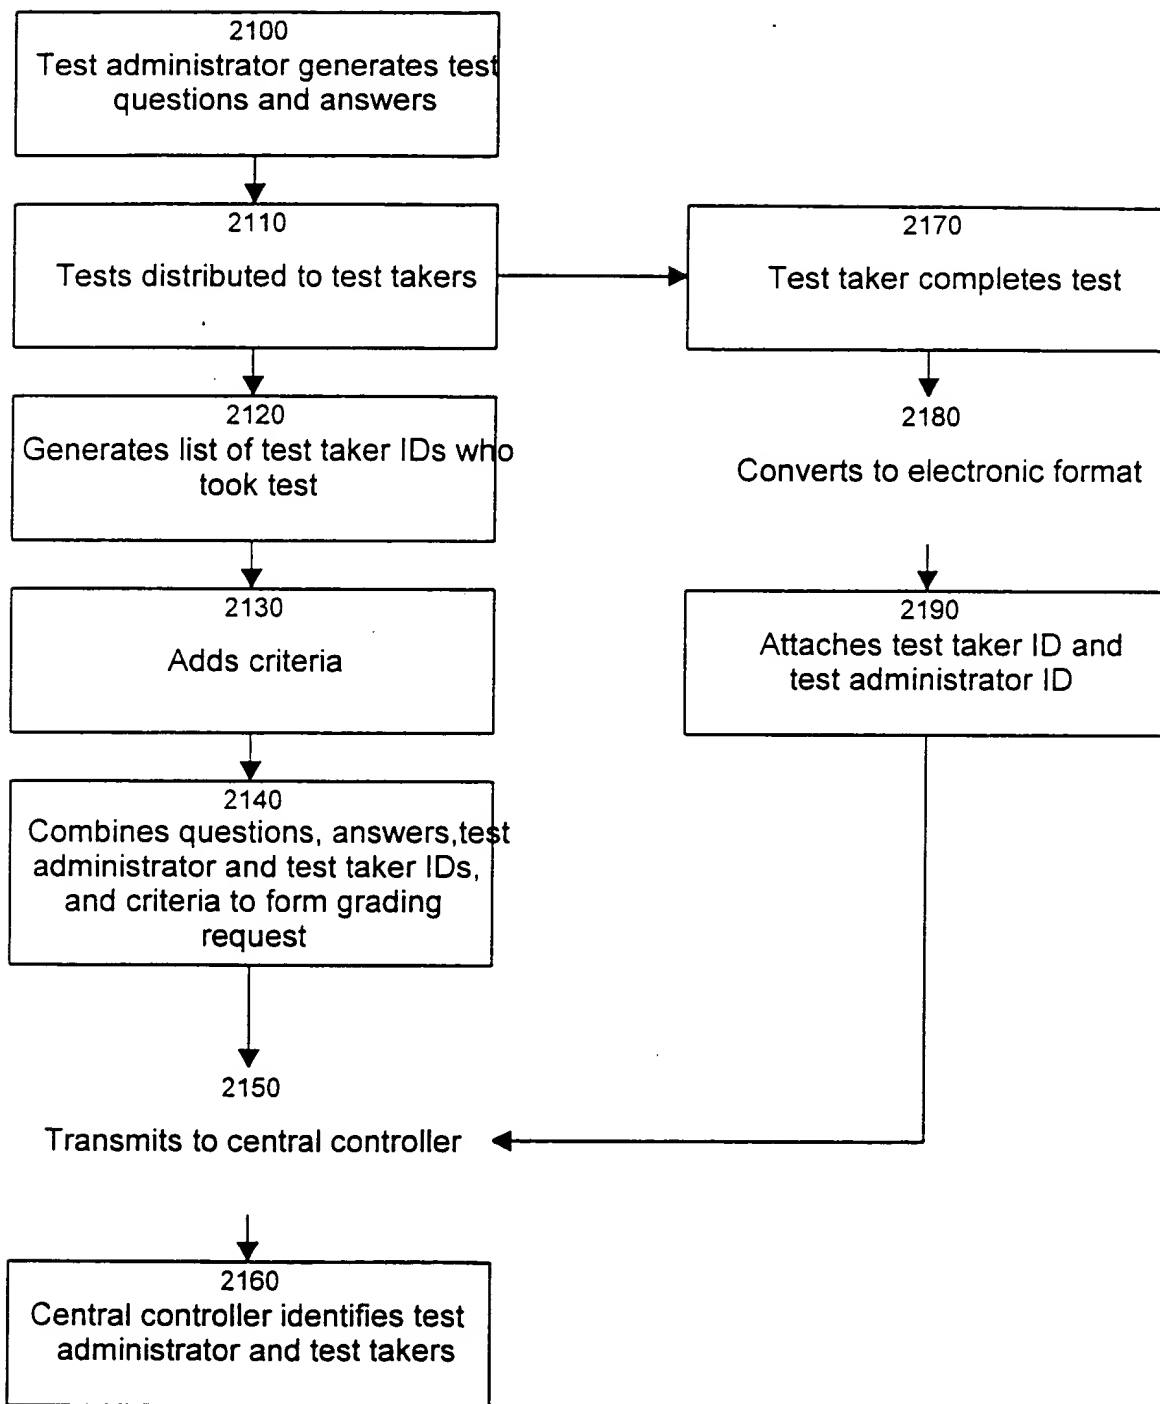 2100
Test administrator generates test
questions and answers
2110
Tests distributed to test takers
2120
Generates list of test taker IDs who
took test
2130
Adds criteria
2140
Combines questions, answers,test
administrator and test taker IDs,
and criteria to form grading
request
2150
Transmits to central controller
2160
Central controller identifies test
administrator and test takers
2170
Test taker completes test
2180
Converts to electronic format
2190
Attaches test taker ID and
test administrator ID